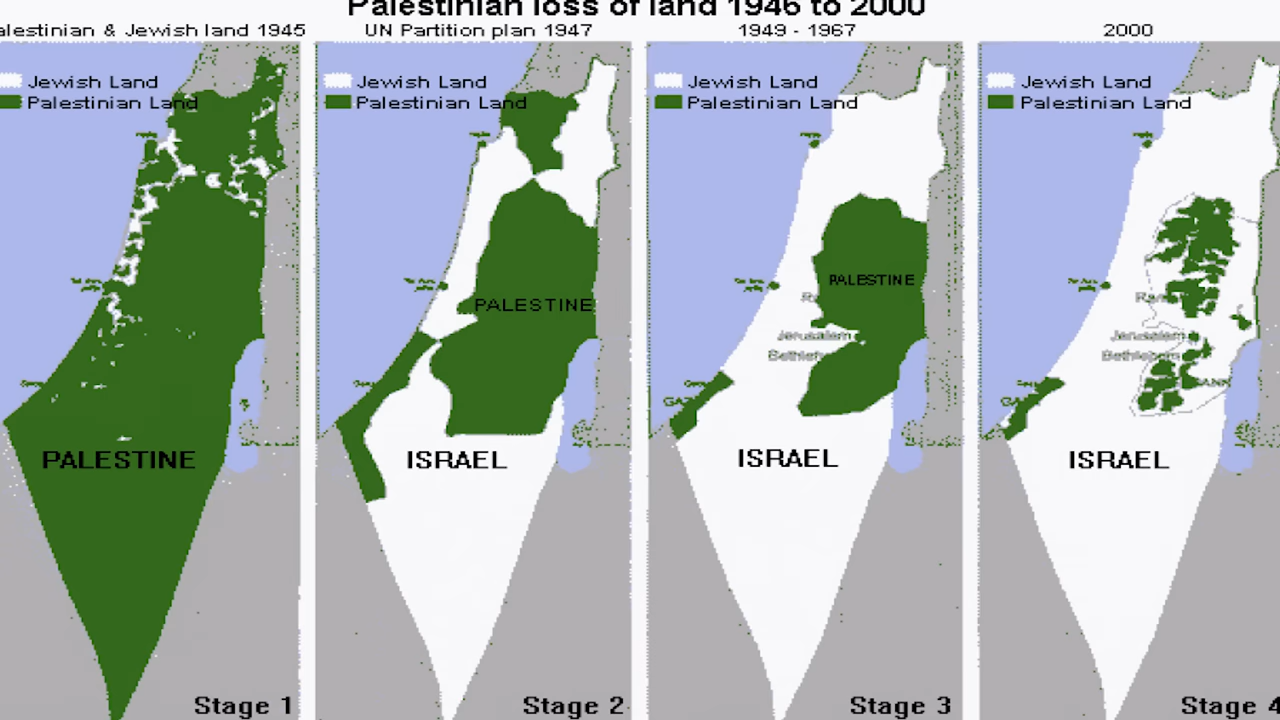 Palestinian loss of land 1946 to 2000
alestinian & Jewish land 1945
Jewish Land
Palestinian Land
PALESTINE
Stage 1
UN Partition plan 1947
Jewish Land
Palestinian Land
PALESTINE
ISRAEL
Stage 2
1949 - 1967
Jewish Land
Palestinian Land
PALESTINE
Jerusalem
ISRAEL
Stage 3
2000
Jewish Land
Palestinian Land
Jerusalem
Bethlehem
ISRAEL
Stage 4